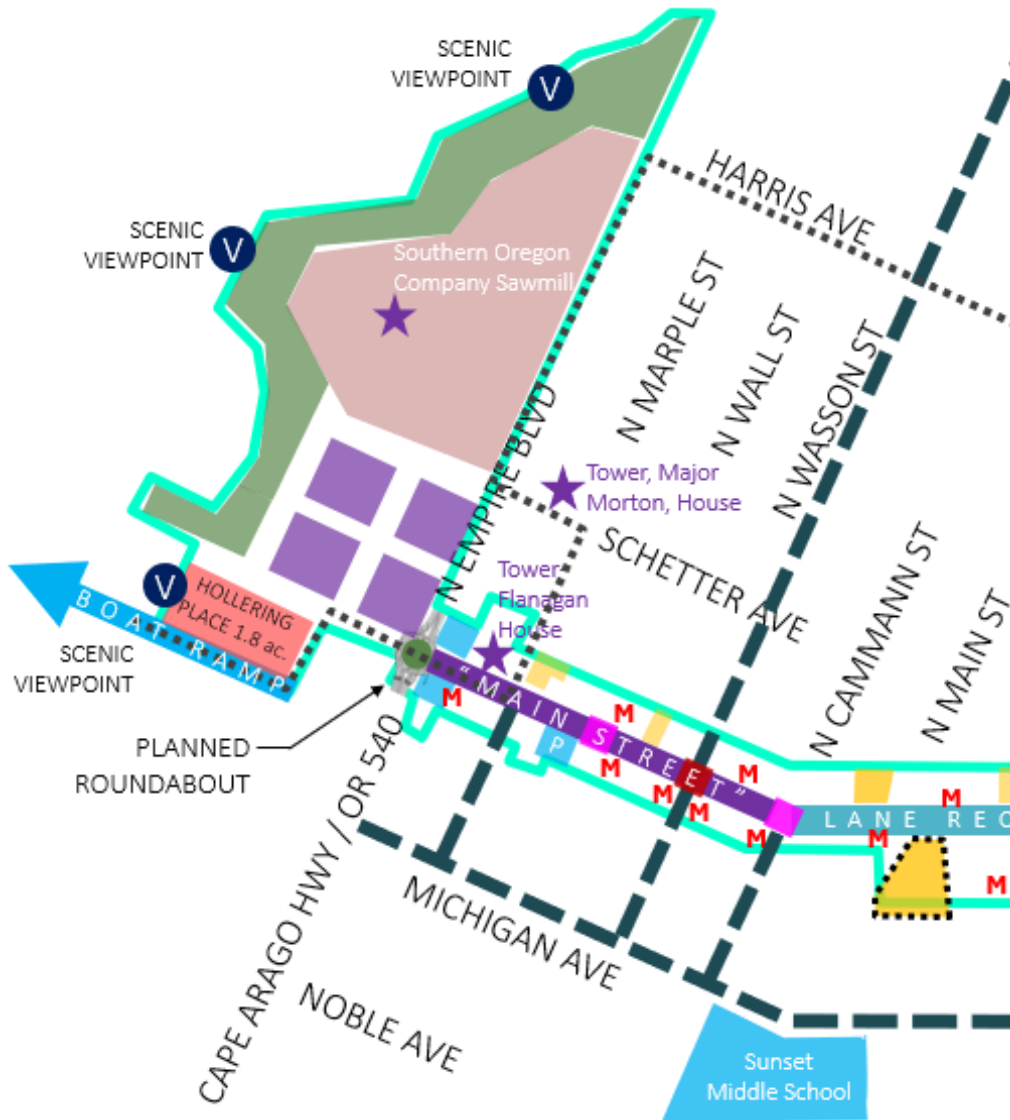 SCENIC
VIEWPOINT
V
HARRIS AVE
SCENIC
VIEWPOINT
V
Southern Oregon
Company Sawmill
N MARPLE ST
N WALL ST
N WASSON ST
N EMPIRE BLVD
Tower, Major
Morton, House
SCHETTER AVE
N CAMMANN ST
N MAIN ST
Tower
Flanagan
House
V
HOLLERING
PLACE 1.8 ac.
BOAT RAMP
SCENIC
VIEWPOINT
"MAIN STREET"
M
M
P
M
M
M
M
M
M
M
M
LANE REC
PLANNED
ROUNDABOUT
CAPE ARAGO HWY / OR 540
MICHIGAN AVE
NOBLE AVE
Sunset
Middle School